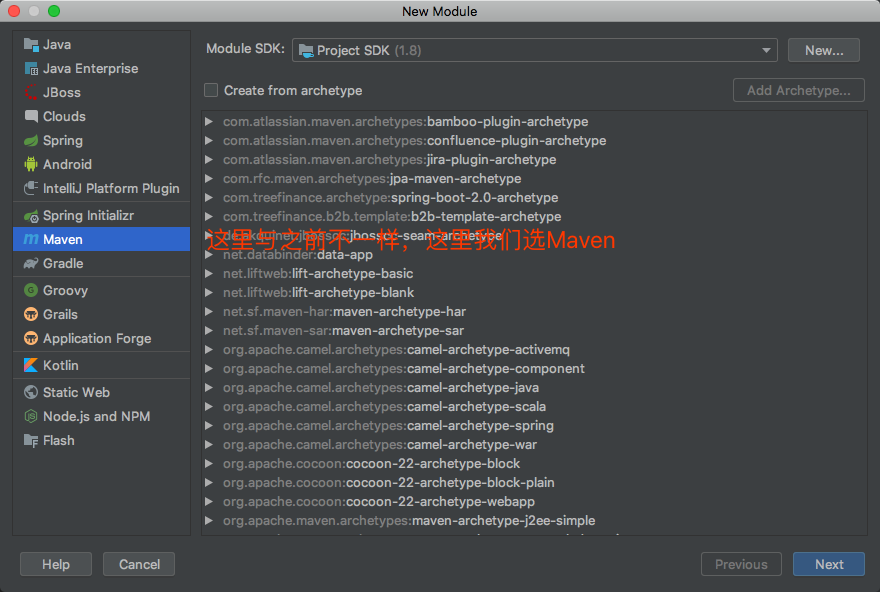 New Module
Java
Java Enterprise
JBoss
Clouds
Spring
Android
IntelliJ Platform Plugin
Spring Initializr
Maven
Gradle
Groovy
Grails
Application Forge
Kotlin
Static Web
Node.js and NPM
Flash
Module SDK: Project SDK (1.8) New...
Create from archetype Add Archetype...
com.atlassian.maven.archetypes:bamboo-plugin-archetype
com.atlassian.maven.archetypes:confluence-plugin-archetype
com.atlassian.maven.archetypes:jira-plugin-archetype
com.rfc.maven.archetypes:jpa-maven-archetype
com.treefinance.archetype:spring-boot-2.0-archetype
com.treefinance.b2b.template:b2b-template-archetype
de.akquinet.jbosscc:jbosscc-seam-archetype
这里与之前不一样，这里我们选Maven
net.databinder:data-app
net.liftweb:lift-archetype-basic
net.liftweb:lift-archetype-blank
net.sf.maven-har:maven-archetype-har
net.sf.maven-sar:maven-archetype-sar
org.apache.camel.archetypes:camel-archetype-activemq
org.apache.camel.archetypes:camel-archetype-component
org.apache.camel.archetypes:camel-archetype-java
org.apache.camel.archetypes:camel-archetype-scala
org.apache.camel.archetypes:camel-archetype-spring
org.apache.camel.archetypes:camel-archetype-war
org.apache.cocoon:cocoon-22-archetype-block
org.apache.cocoon:cocoon-22-archetype-block-plain
org.apache.cocoon:cocoon-22-archetype-webapp
org.apache.maven.archetypes:maven-archetype-j2ee-simple
Help Cancel Previous Next